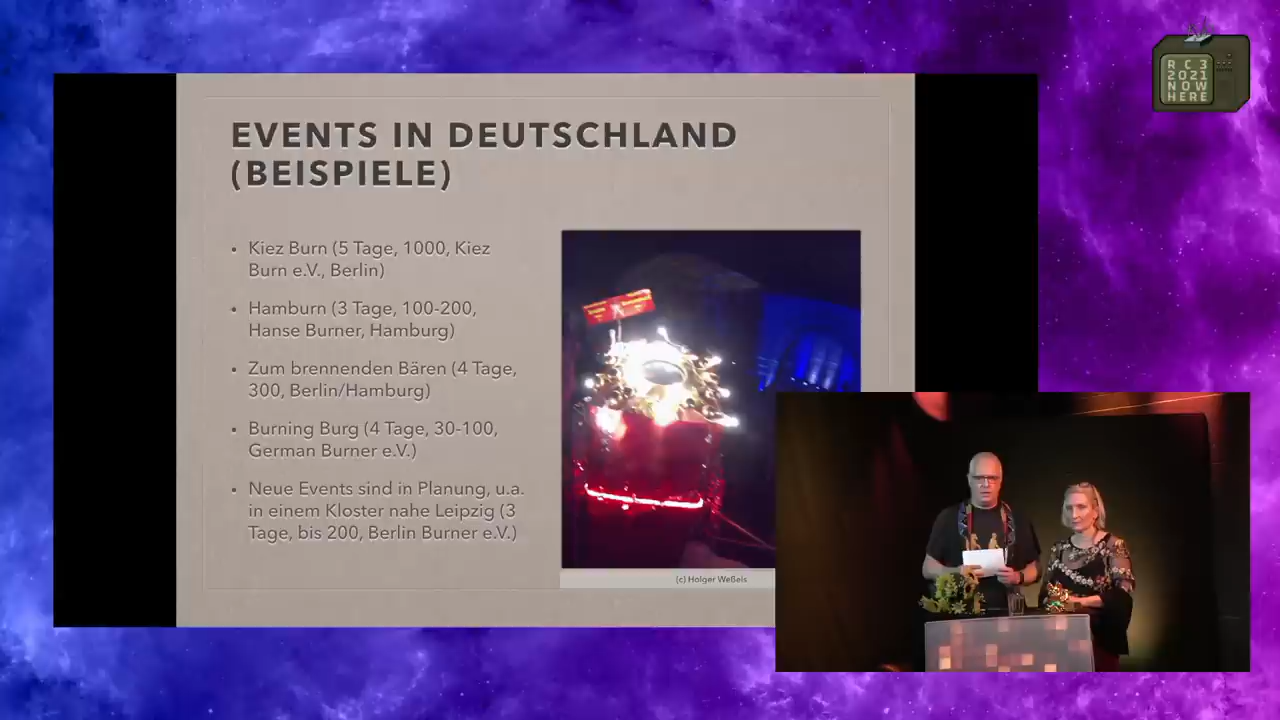 EVENTS IN DEUTSCHLAND
(BEISPIELE)
• Kiez Burn (5 Tage, 1000, Kiez
Burn e.V., Berlin)
• Hamburn (3 Tage, 100-200,
Hanse Burner, Hamburg)
• Zum brennenden Bären (4 Tage,
300, Berlin/Hamburg)
• Burning Burg (4 Tage, 30-100,
German Burner e.V.)
• Neue Events sind in Planung, u.a.
in einem Kloster nahe Leipzig (3
Tage, bis 200, Berlin Burner e.V.)
(c) Holger Weßels
RC3
2021
NOW
HERE